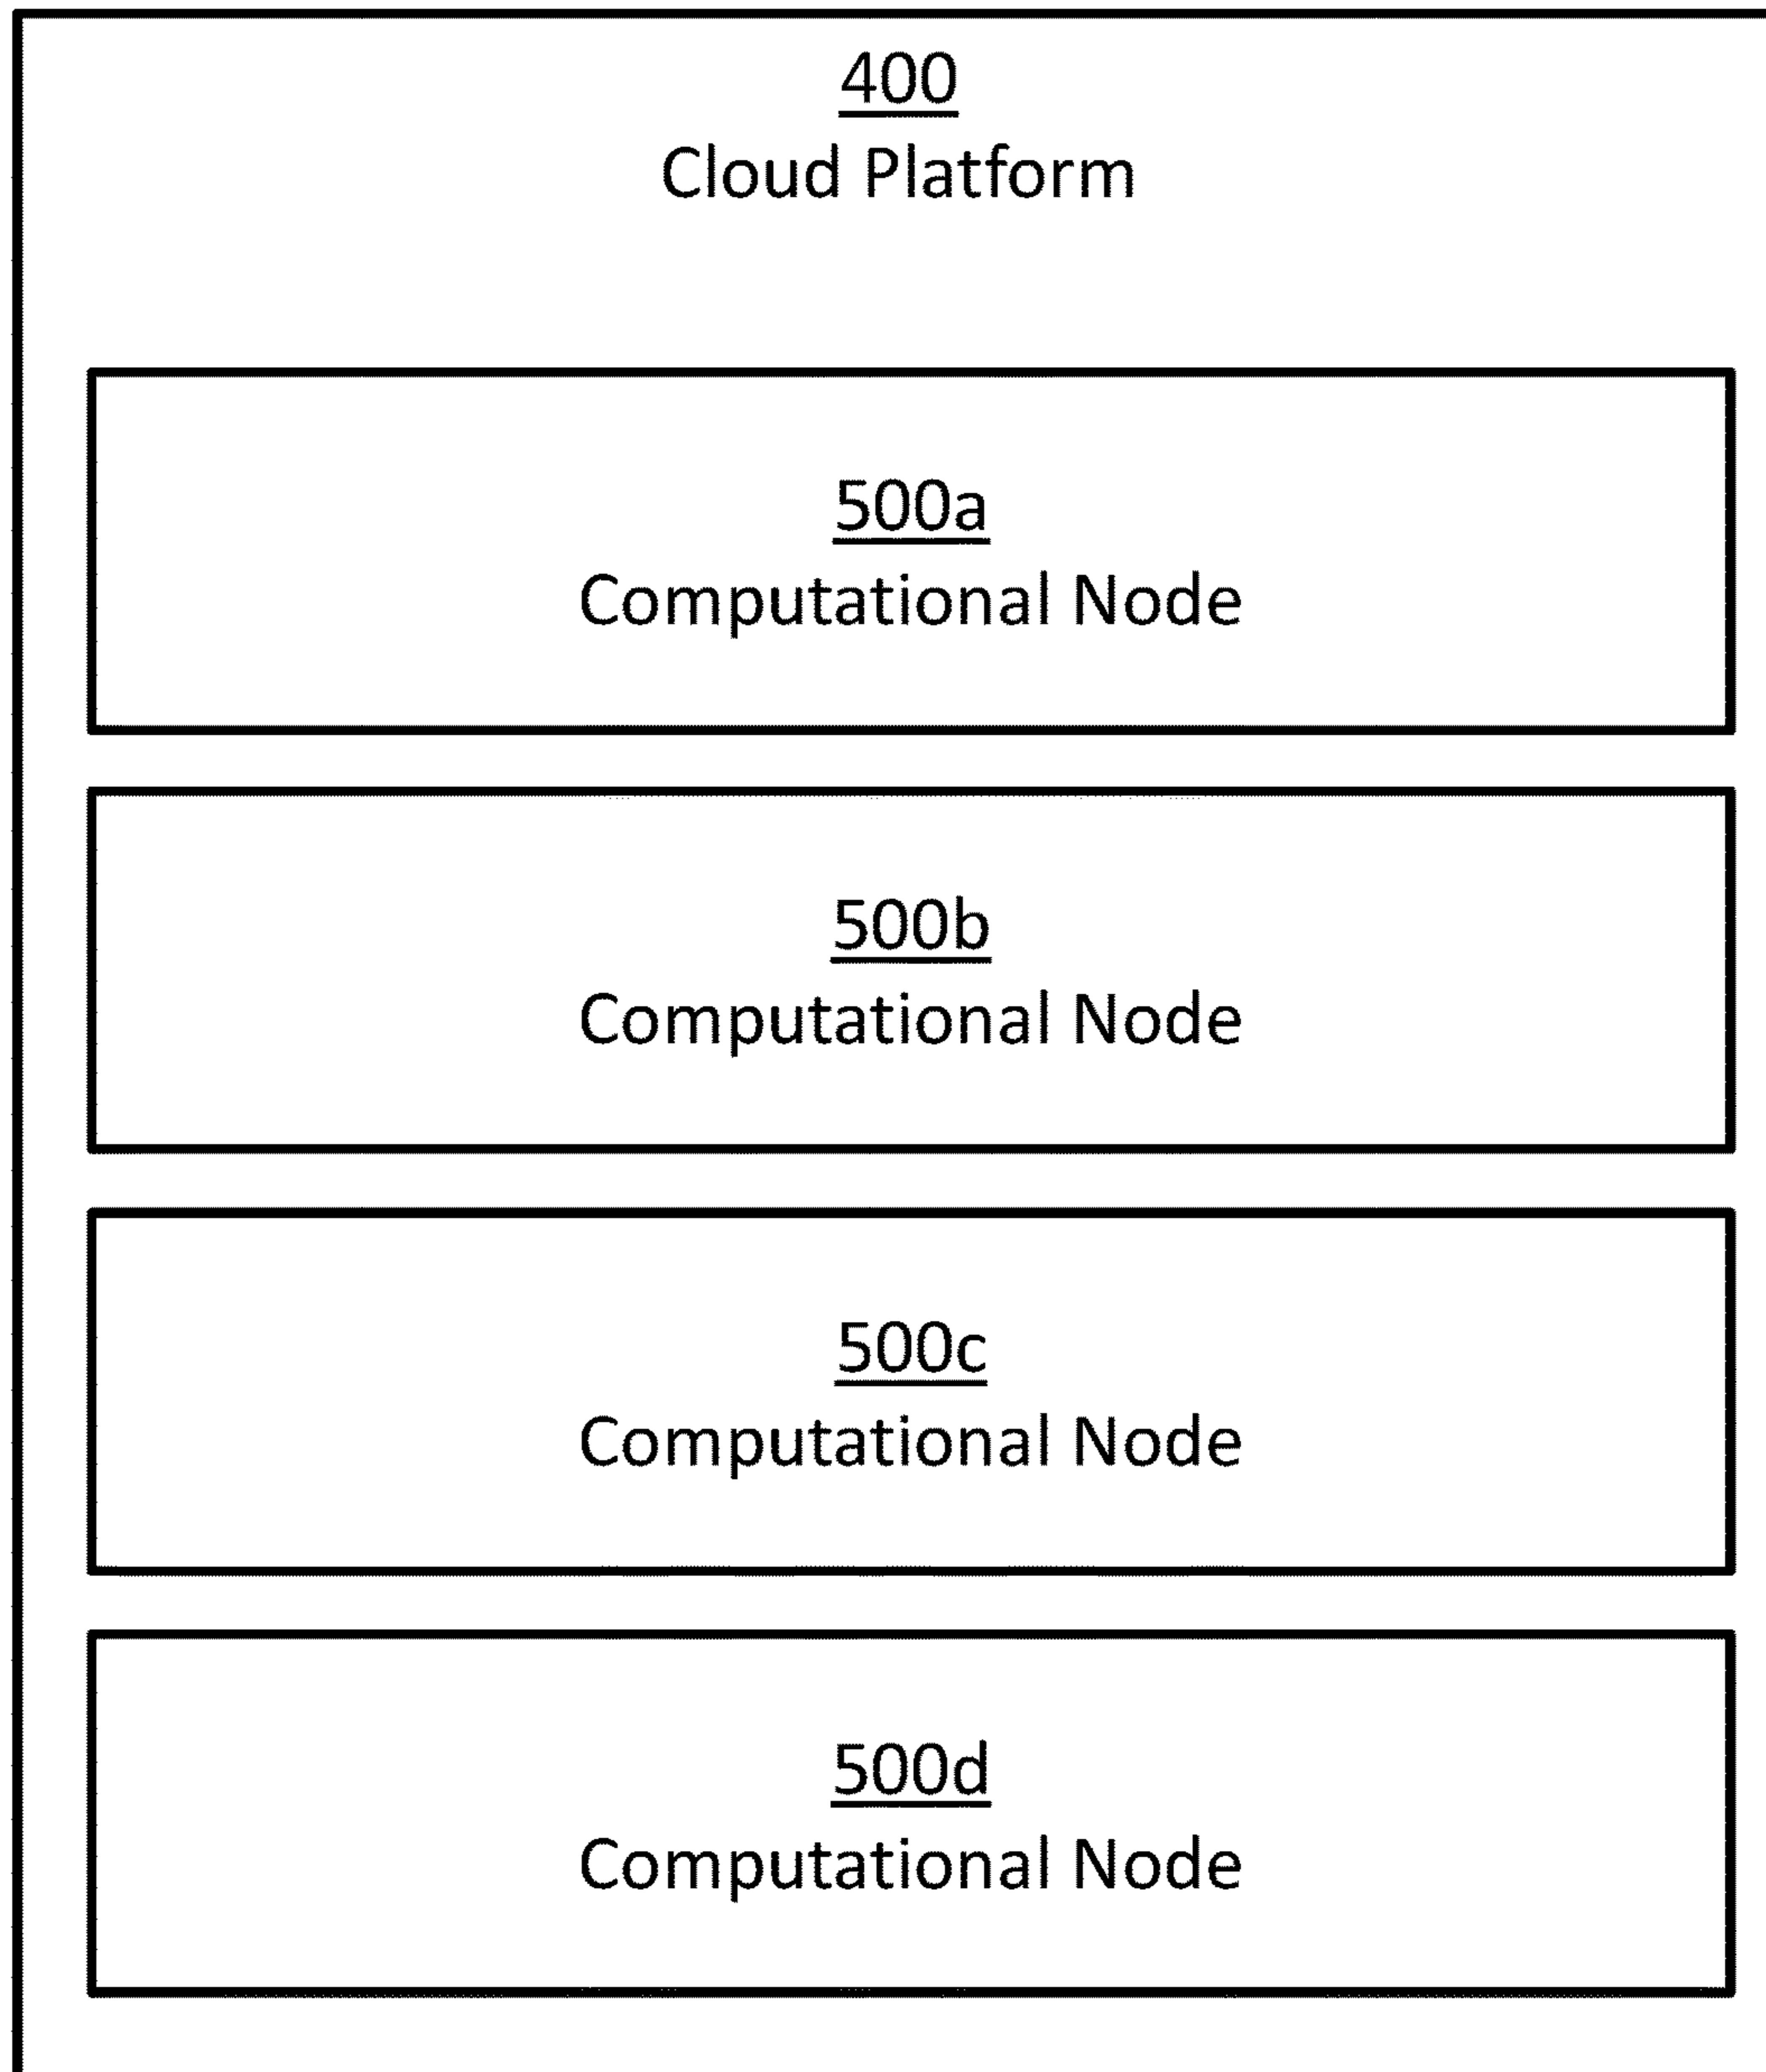 400
Cloud Platform
500a
Computational Node
500b
Computational Node
500c
Computational Node
500d
Computational Node